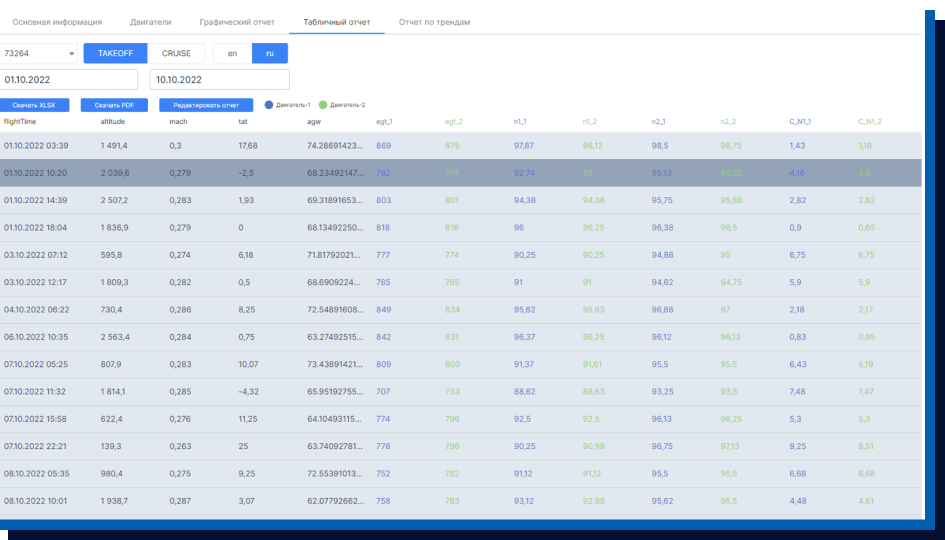 Основная информация Двигатели Графический отчет Табличный отчет Отчет по трендам
73264 TAKEOFF CRUISE en ru
01.10.2022 10.10.2022
Скачать XLSX Скачать PDF Редактировать отчет Двигатель-1 Двигатель-2
flightTime altitude mach tat agw egt_1 egt_2 n1_1 n1_2 n2_1 n2_2 C_N1_1 C_N1_2
01.10.2022 03:39 1 491,4 0,3 17,68 74.28691423... 869 875 97,87 98,12 98,5 98,75 1,43 1,18
01.10.2022 10:20 2 039,6 0,279 -2,5 68.23492147... 782 774 92,74 93 95,13 95,25 4,16 3,9
01.10.2022 14:39 2 507,2 0,283 1,93 69.31891653... 803 801 94,38 94,38 95,75 95,88 2,82 2,82
01.10.2022 18:04 1 836,9 0,279 0 68.13492250... 818 816 96 96,25 96,38 96,5 0,9 0,65
03.10.2022 07:12 595,8 0,274 6,18 71.81792021... 777 774 90,25 90,25 94,88 95 6,75 6,75
03.10.2022 12:17 1 809,3 0,282 0,5 68.6909224... 785 765 91 91 94,62 94,75 5,9 5,9
04.10.2022 06:22 730,4 0,286 8,25 72.54891608... 849 834 95,62 95,63 96,88 97 2,18 2,17
06.10.2022 10:35 2 563,4 0,284 0,75 63.27492515... 842 831 96,37 96,25 96,12 96,13 0,83 0,95
07.10.2022 05:25 807,9 0,283 10,07 73.43891421... 809 800 91,37 91,61 95,5 95,5 6,43 6,19
07.10.2022 11:32 1 814,1 0,285 -4,32 65.95192755... 707 733 88,62 88,63 93,25 93,5 7,48 7,47
07.10.2022 15:58 622,4 0,276 11,25 64.10493115... 774 796 92,5 92,5 96,13 96,25 5,3 5,3
07.10.2022 22:21 139,3 0,263 25 63.74092781... 778 796 90,25 90,99 96,75 97,13 9,25 8,51
08.10.2022 05:35 980,4 0,275 9,25 72.55391013... 752 782 91,12 91,12 95,5 95,5 6,68 6,68
08.10.2022 10:01 1 938,7 0,287 3,07 62.07792662... 758 783 93,12 92,99 95,62 95,5 4,48 4,61